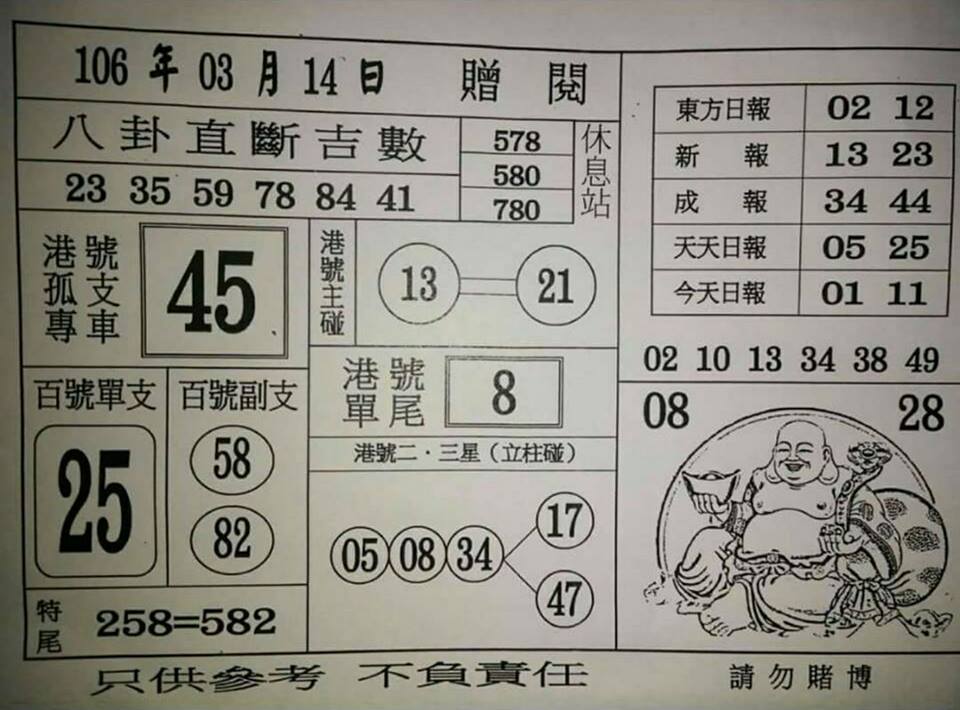 106年03月14日 贈閱
八卦直斷吉數
23 35 59 78 84 41
578
580
780
休息站
港號孤支專車
45
港號主碰
13 21
港號單尾
8
百號單支
25
百號副支
58
82
港號二·三星(立柱碰)
05 08 34
17
47
特尾
258=582
東方日報 02 12
新報 13 23
成報 34 44
天天日報 05 25
今天日報 01 11
02 10 13 34 38 49
08 28
只供參考 不負責任
請勿賭博